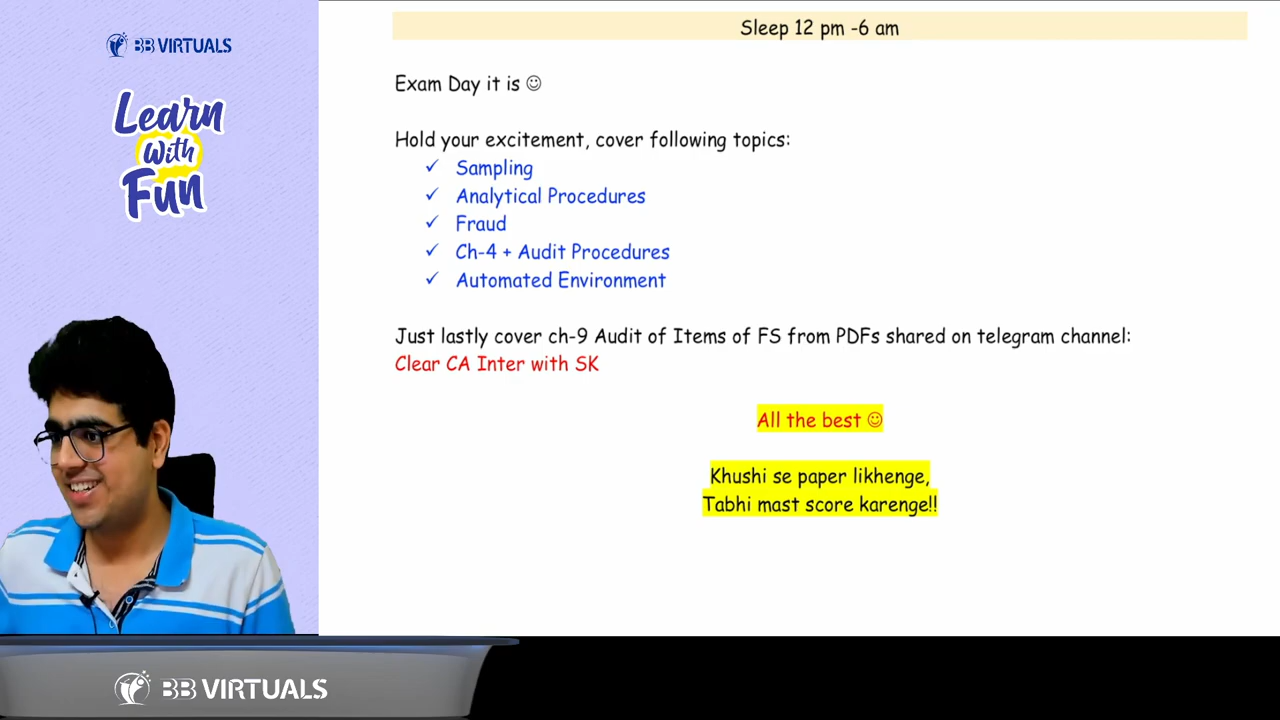 BB VIRTUALS
Learn
With
Fun
Sleep 12 pm -6 am
Exam Day it is ☺
Hold your excitement, cover following topics:
✓ Sampling
✓ Analytical Procedures
✓ Fraud
✓ Ch-4 + Audit Procedures
✓ Automated Environment
Just lastly cover ch-9 Audit of Items of FS from PDFs shared on telegram channel:
Clear CA Inter with SK
All the best ☺
Khushi se paper likhenge,
Tabhi mast score karenge!!
BB VIRTUALS